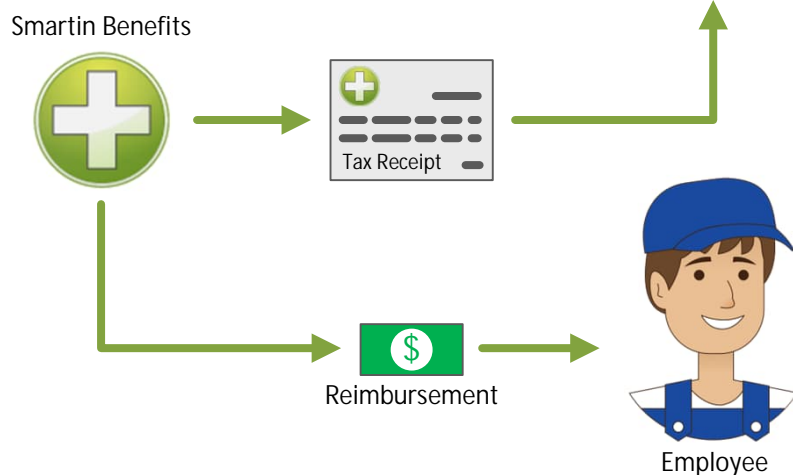 Smartin Benefits
Tax Receipt
$
Reimbursement
Employee